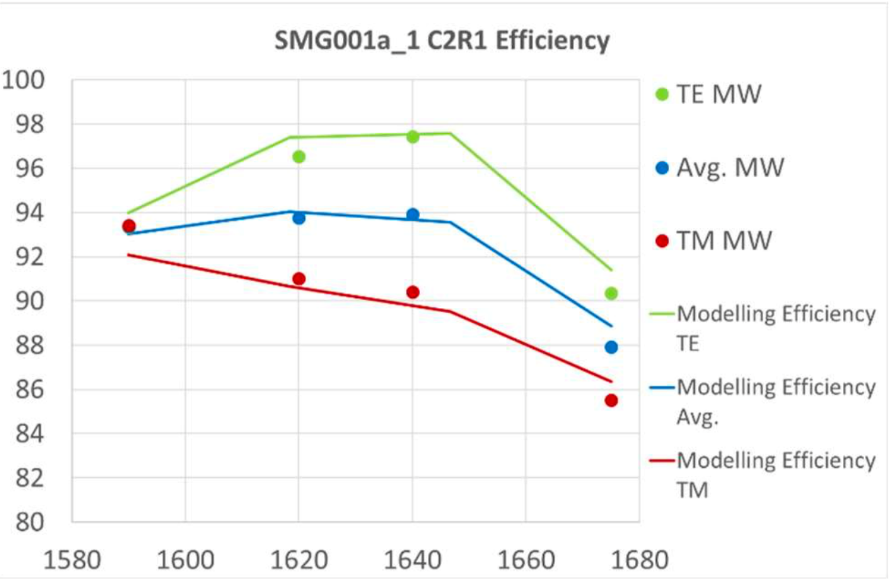 SMG001a_1 C2R1 Efficiency
100
98
96
94
92
90
88
86
84
82
80
1580 1600 1620 1640 1660 1680
TE MW
Avg. MW
TM MW
Modelling Efficiency
TE
Modelling Efficiency
Avg.
Modelling Efficiency
TM